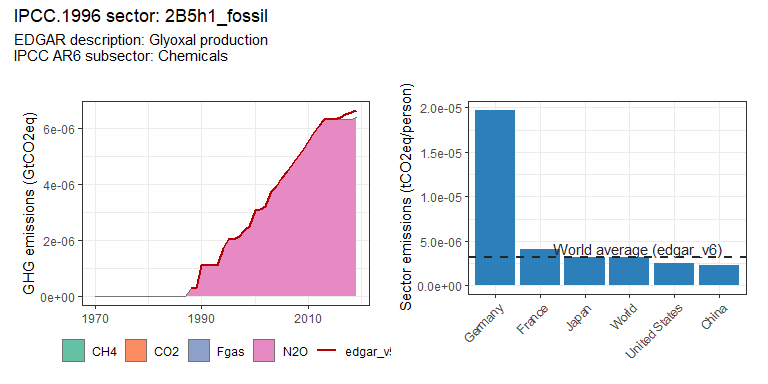 IPCC.1996 sector: 2B5h1_fossil
EDGAR description: Glyoxal production
IPCC AR6 subsector: Chemicals
GHG emissions (GtCO2eq)
6e-06
4e-06
2e-06
0e+00
1970
1990
2010
CH4
CO2
Fgas
N2O
edgar_v5
Sector emissions (tCO2eq/person)
2.0e-05
1.5e-05
1.0e-05
5.0e-06
0.0e+00
World average (edgar_v6)
Germany
France
Japan
World
United States
China